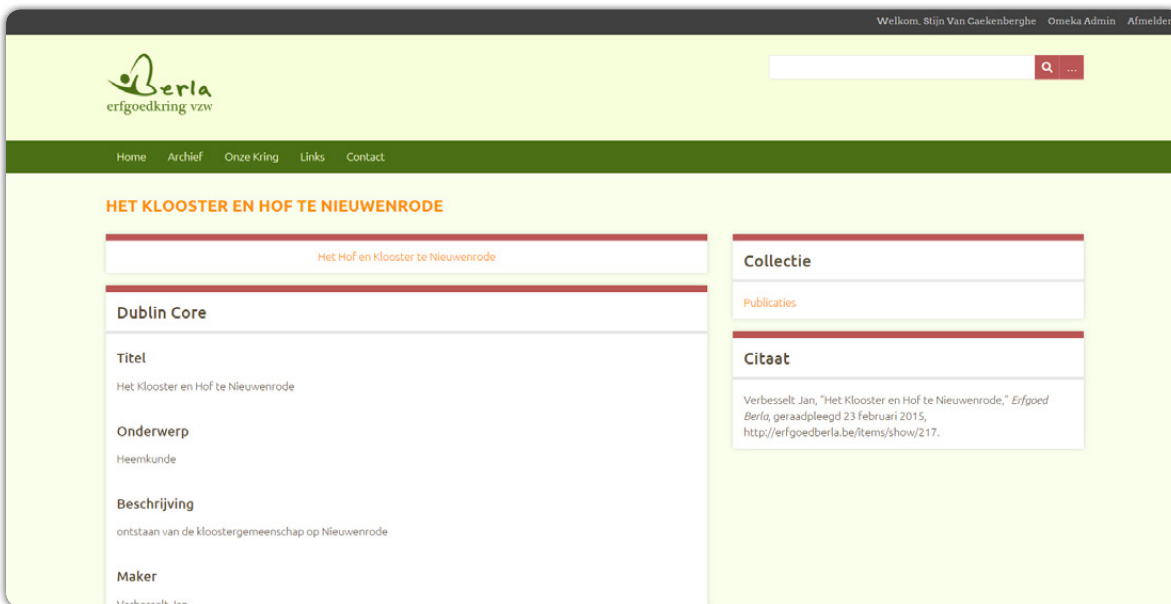 Welkom, Stijn Van Gaekenberghe Omeka Admin Afmelden
Berla
erfgoedkring vzw
...
Home Archief Onze Kring Links Contact
HET KLOOSTER EN HOF TE NIEUWENRODE
Het Hof en Klooster te Nieuwenrode
Dublin Core
Titel
Het Klooster en Hof te Nieuwenrode
Onderwerp
Heemkunde
Beschrijving
ontstaan van de kloostergemeenschap op Nieuwenrode
Maker
Verbesselt Jan
Collectie
Publicaties
Citaat
Verbesselt Jan, "Het Klooster en Hof te Nieuwenrode," Erfgoed
Berla, geraadpleegd 23 februari 2015,
http://erfgoedberla.be/items/show/217.